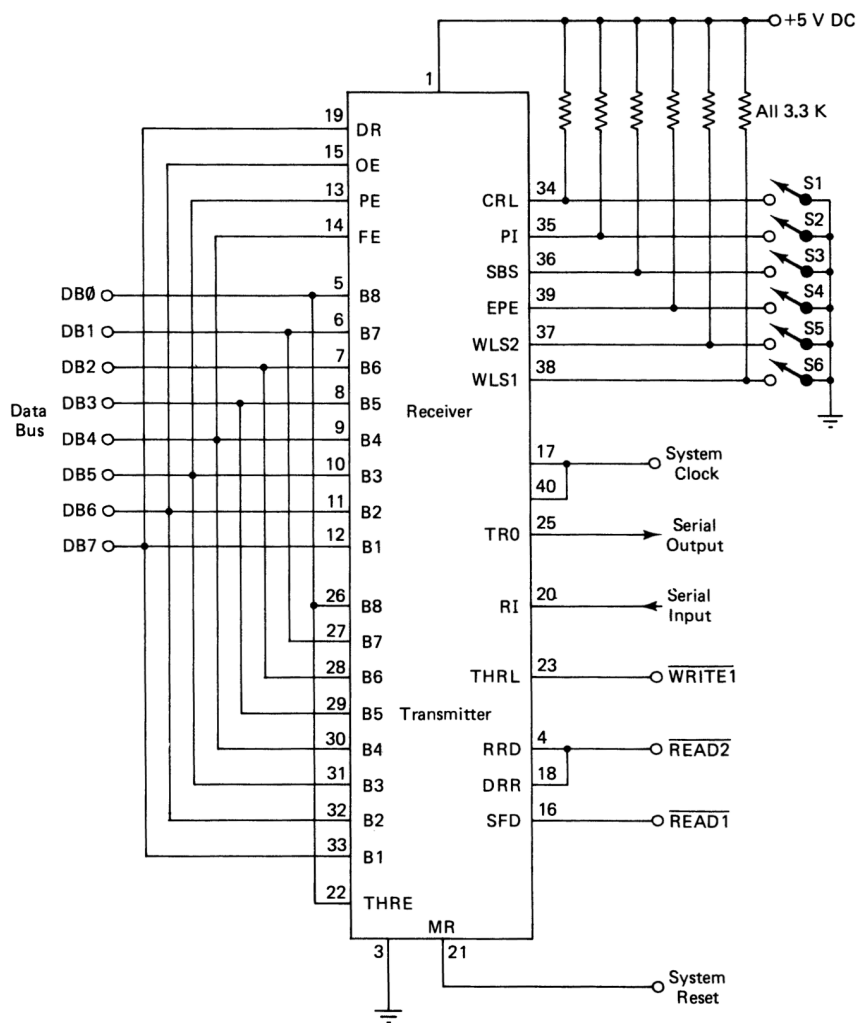 +5 V DC
1
All 3.3 K
19 DR
15 OE
13 PE
14 FE
34 CRL S1
35 PI S2
36 SBS S3
39 EPE S4
37 WLS2 S5
38 WLS1 S6
Data
Bus
DB0 5 B8
DB1 6 B7
DB2 7 B6
DB3 8 B5
DB4 9 B4
DB5 10 B3
DB6 11 B2
DB7 12 B1
Receiver
17
40
System
Clock
25 TRO
Serial
Output
20 RI
Serial
Input
26 B8
27 B7
28 B6
29 B5
30 B4
31 B3
32 B2
33 B1
22 THRE
Transmitter
23 THRL WRITE1
4 RRD READ2
18 DRR
16 SFD READ1
MR
3
21
System
Reset